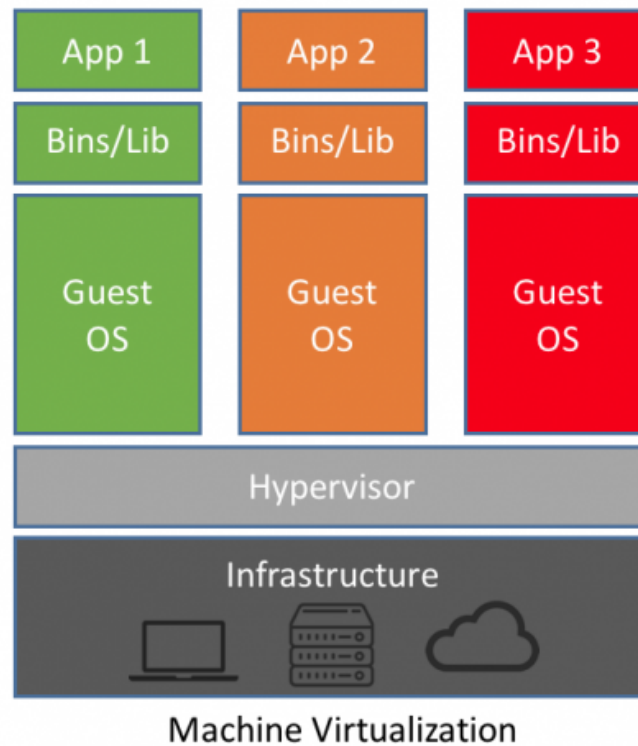 App 1
App 2
App 3
Bins/Lib
Bins/Lib
Bins/Lib
Guest
OS
Guest
OS
Guest
OS
Hypervisor
Infrastructure
Machine Virtualization